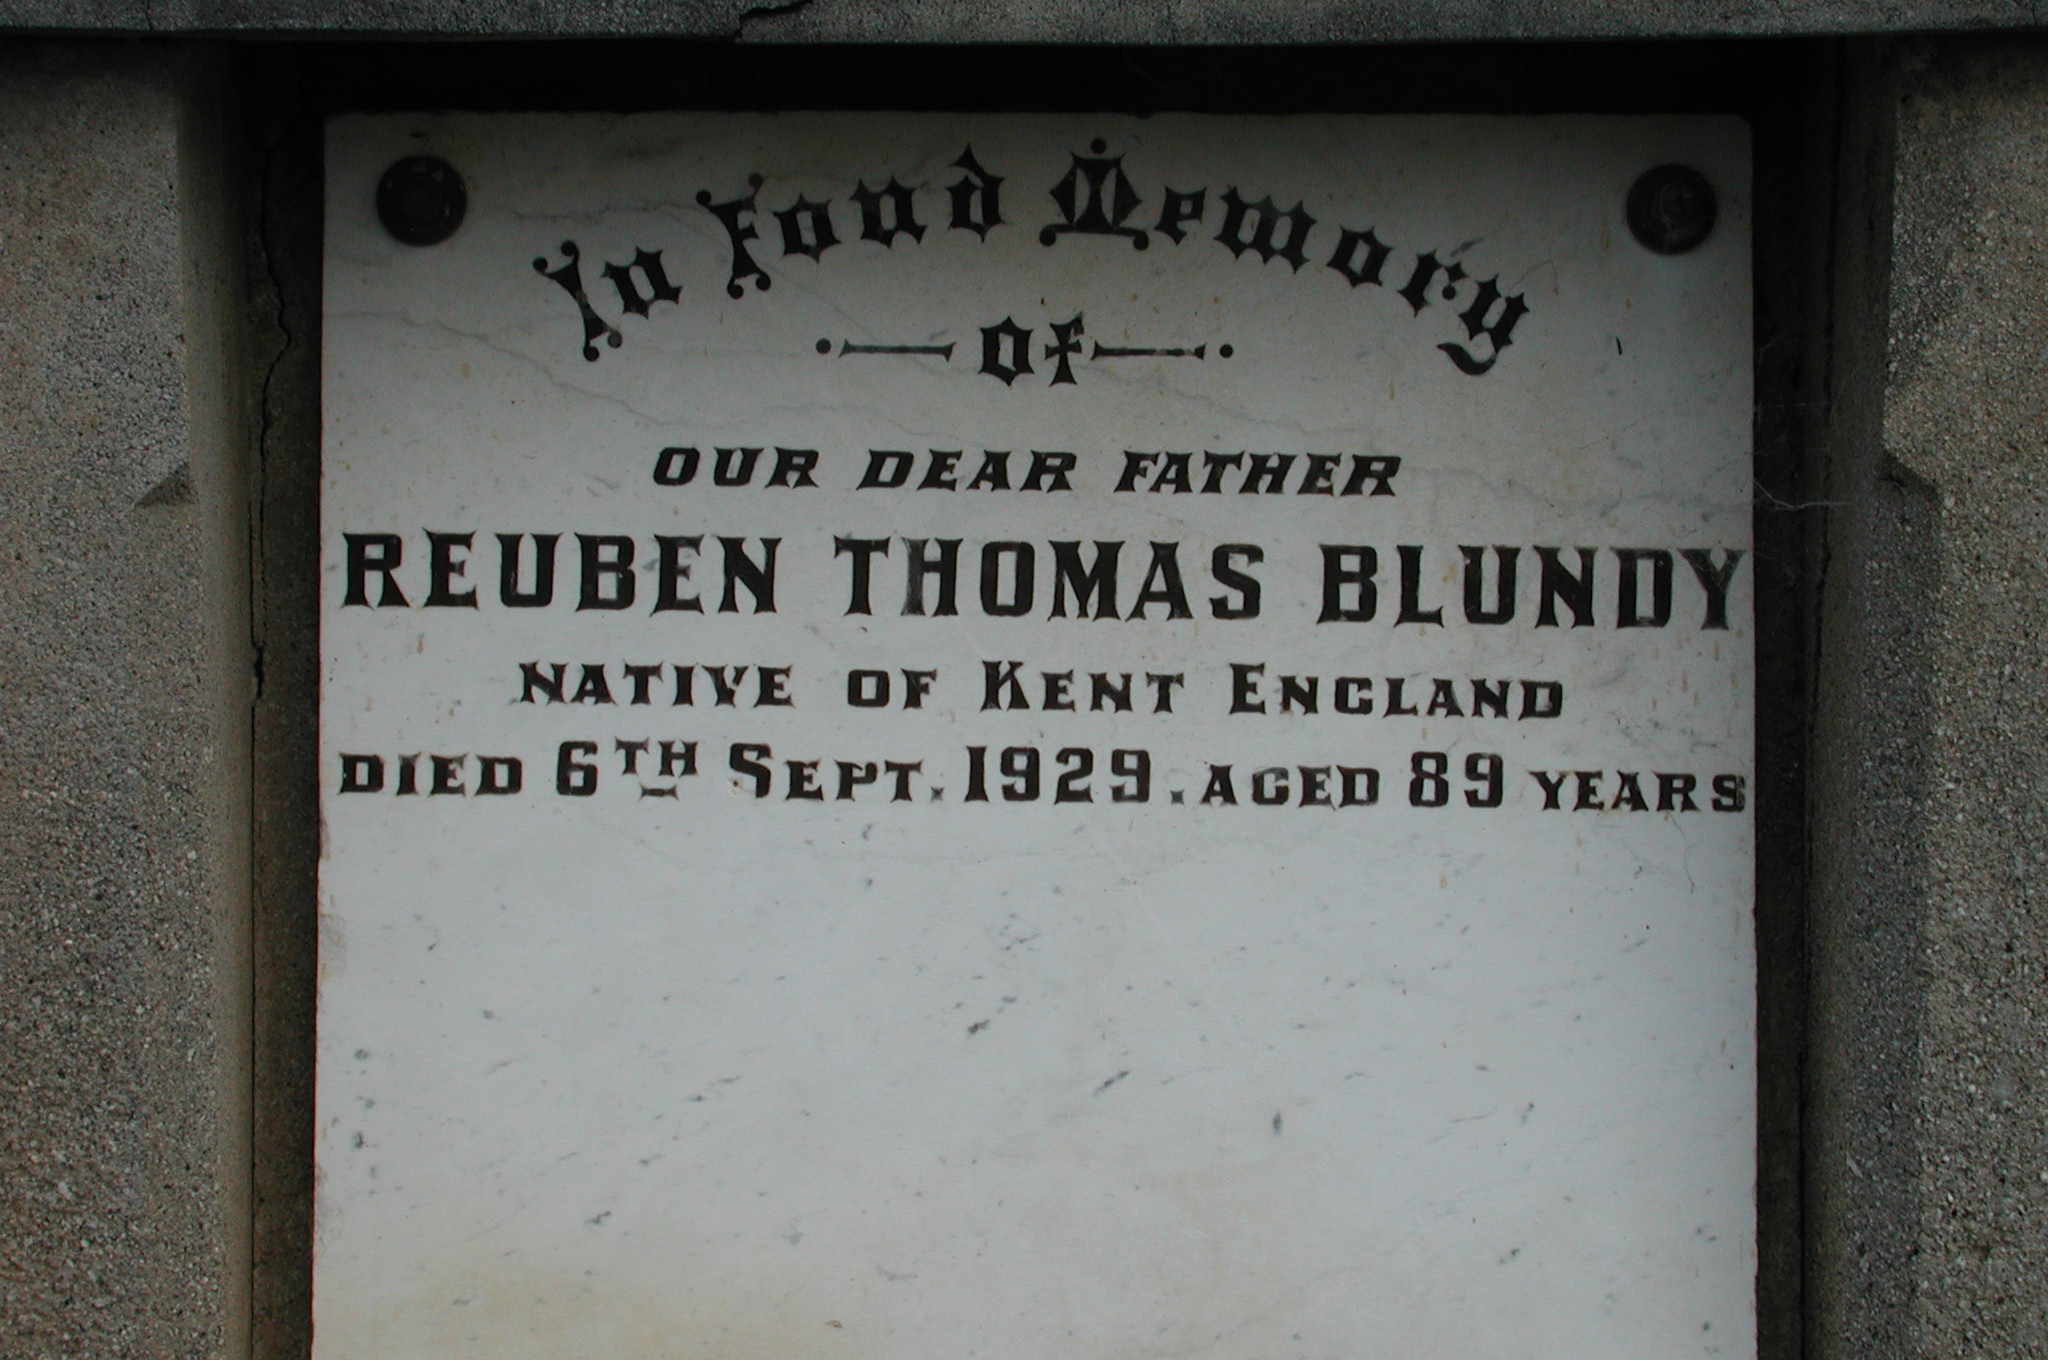 In Fond Memory
of
OUR DEAR FATHER
REUBEN THOMAS BLUNDY
NATIVE OF KENT ENGLAND
DIED 6TH SEPT. 1929. AGED 89 YEARS